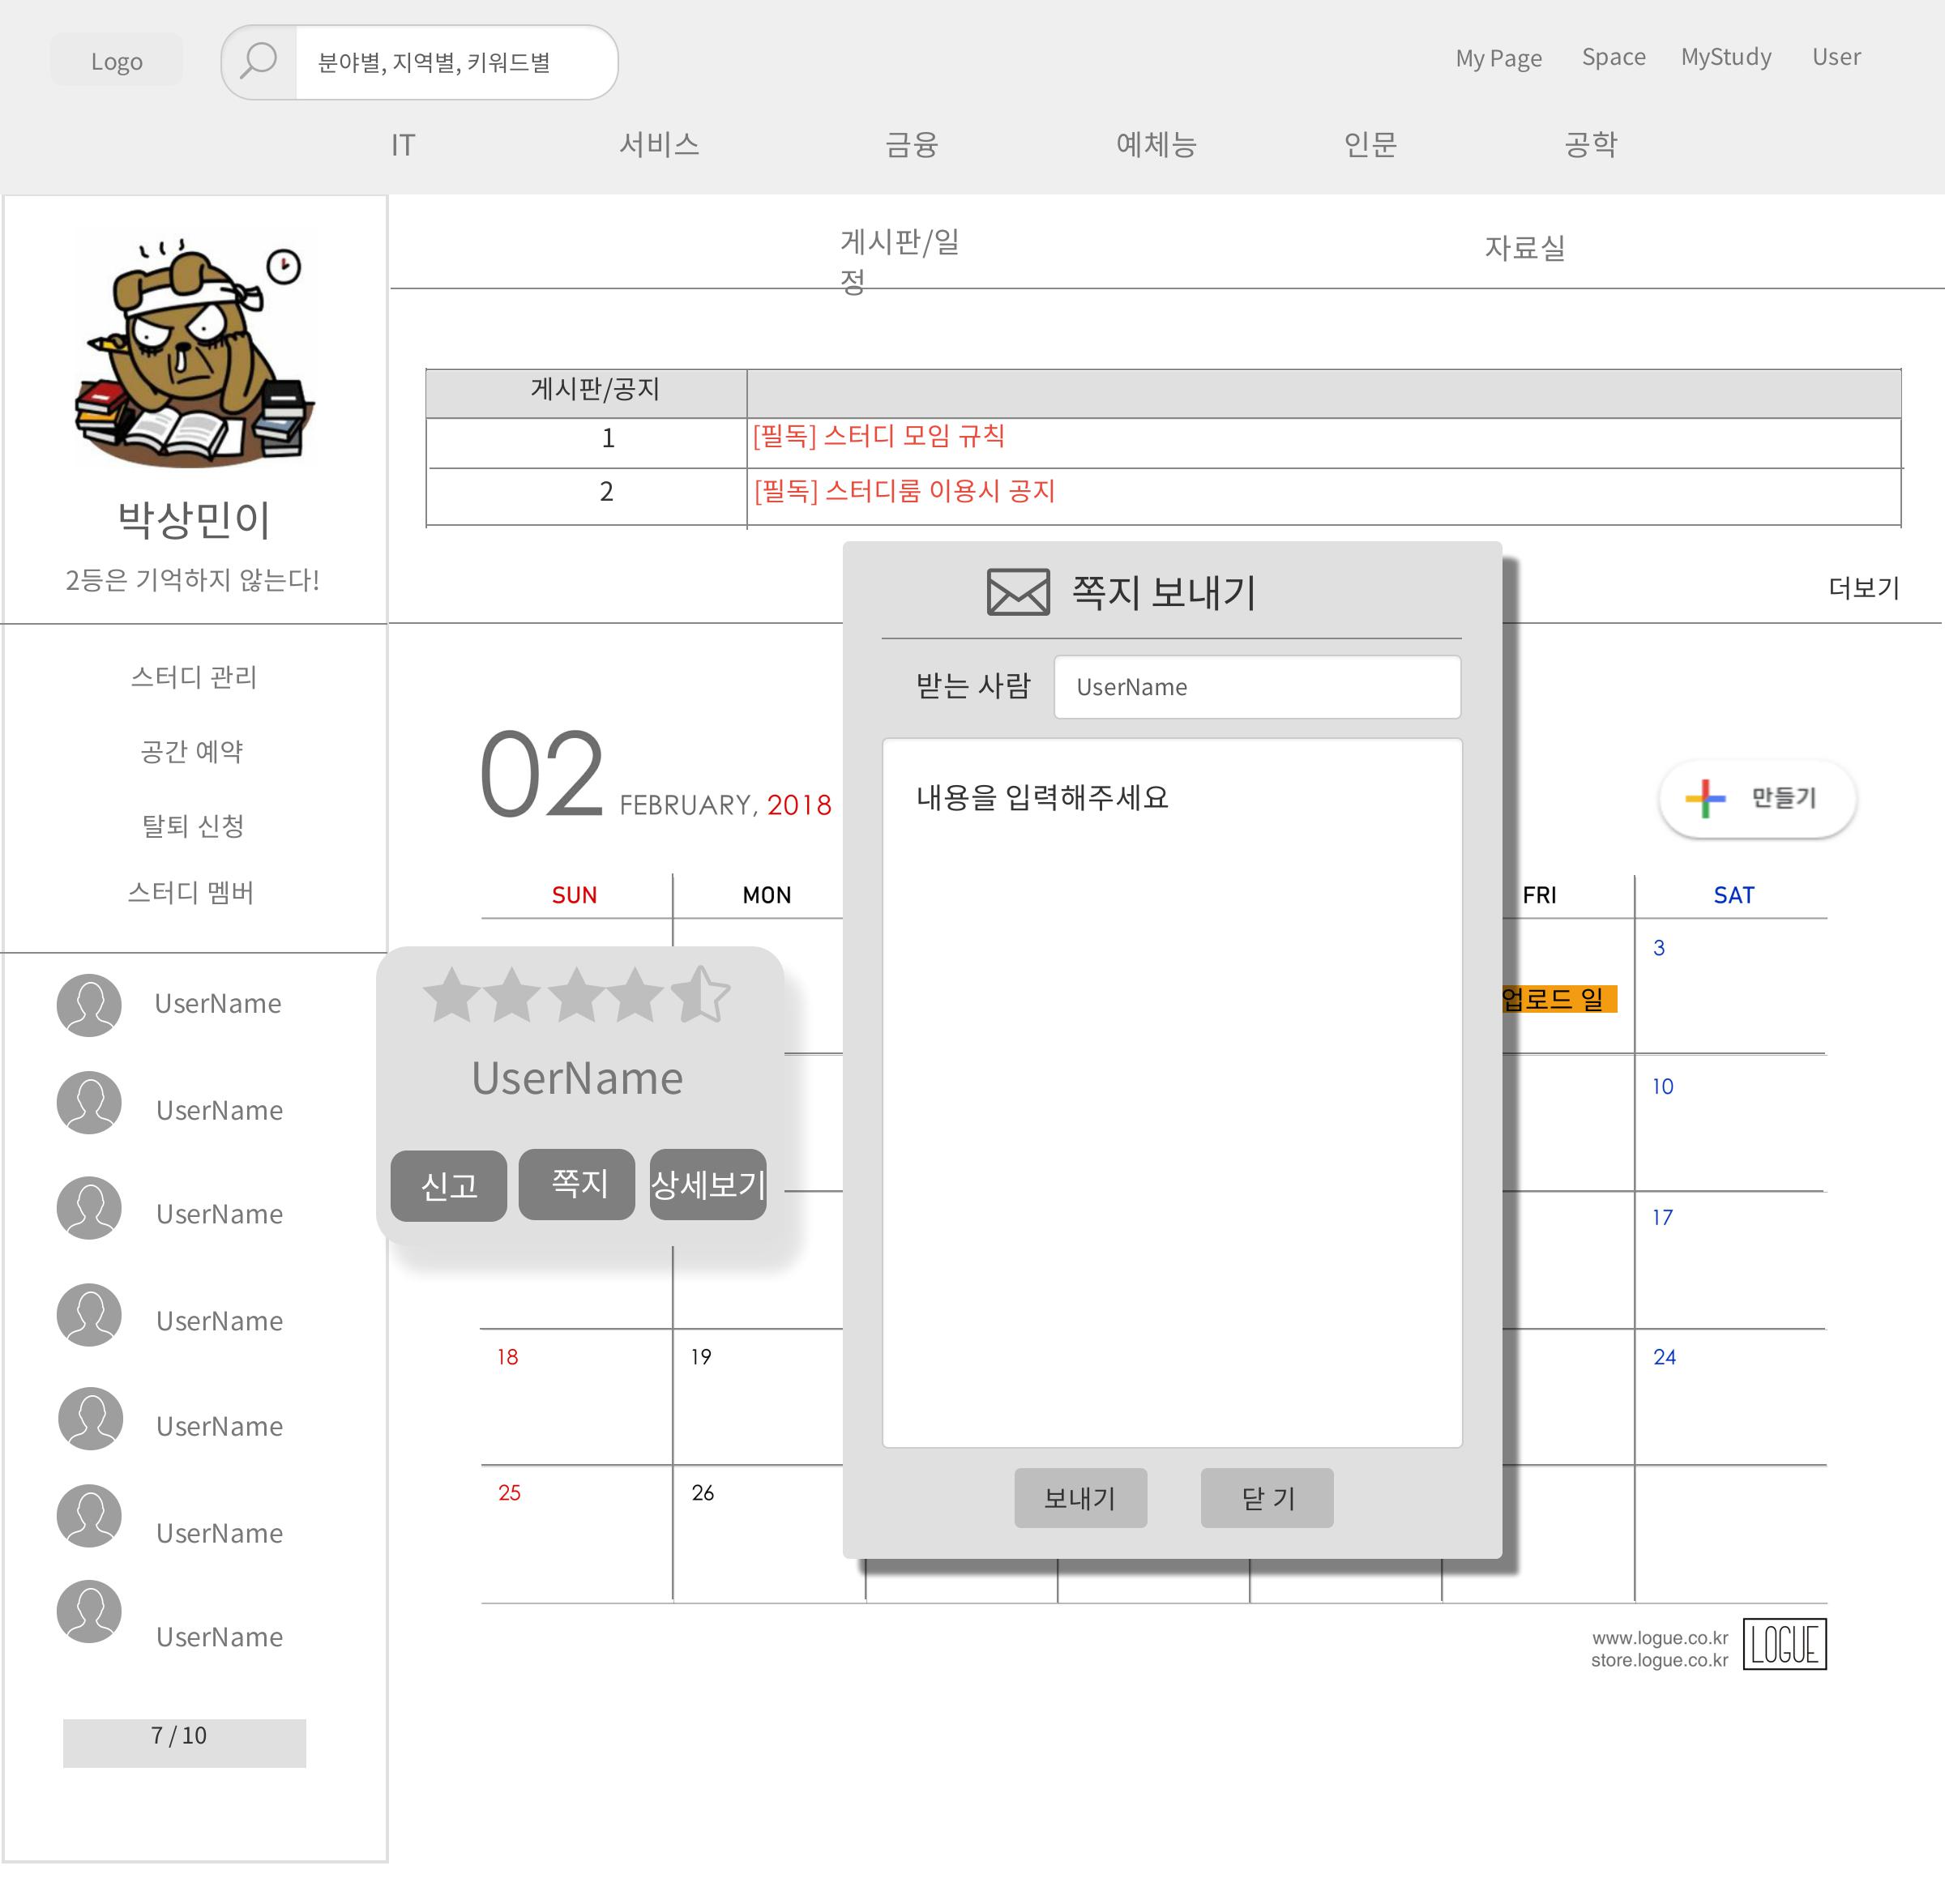 Logo
분야별, 지역별, 키워드별
My Page
Space
MyStudy
User
IT
서비스
금융
예체능
인문
공학
박상민이
2등은 기억하지 않는다!
스터디 관리
공간 예약
탈퇴 신청
스터디 멤버
UserName
UserName
UserName
UserName
UserName
UserName
UserName
7 / 10
게시판/일
정
자료실
게시판/공지
1
[필독] 스터디 모임 규칙
2
[필독] 스터디룸 이용시 공지
더보기
02 FEBRUARY, 2018
만들기
SUN
MON
FRI
SAT
3
업로드 일
10
17
18
19
24
25
26
UserName
신고
쪽지
상세보기
쪽지 보내기
받는 사람
UserName
내용을 입력해주세요
보내기
닫 기
www.logue.co.kr
store.logue.co.kr
LOGUE